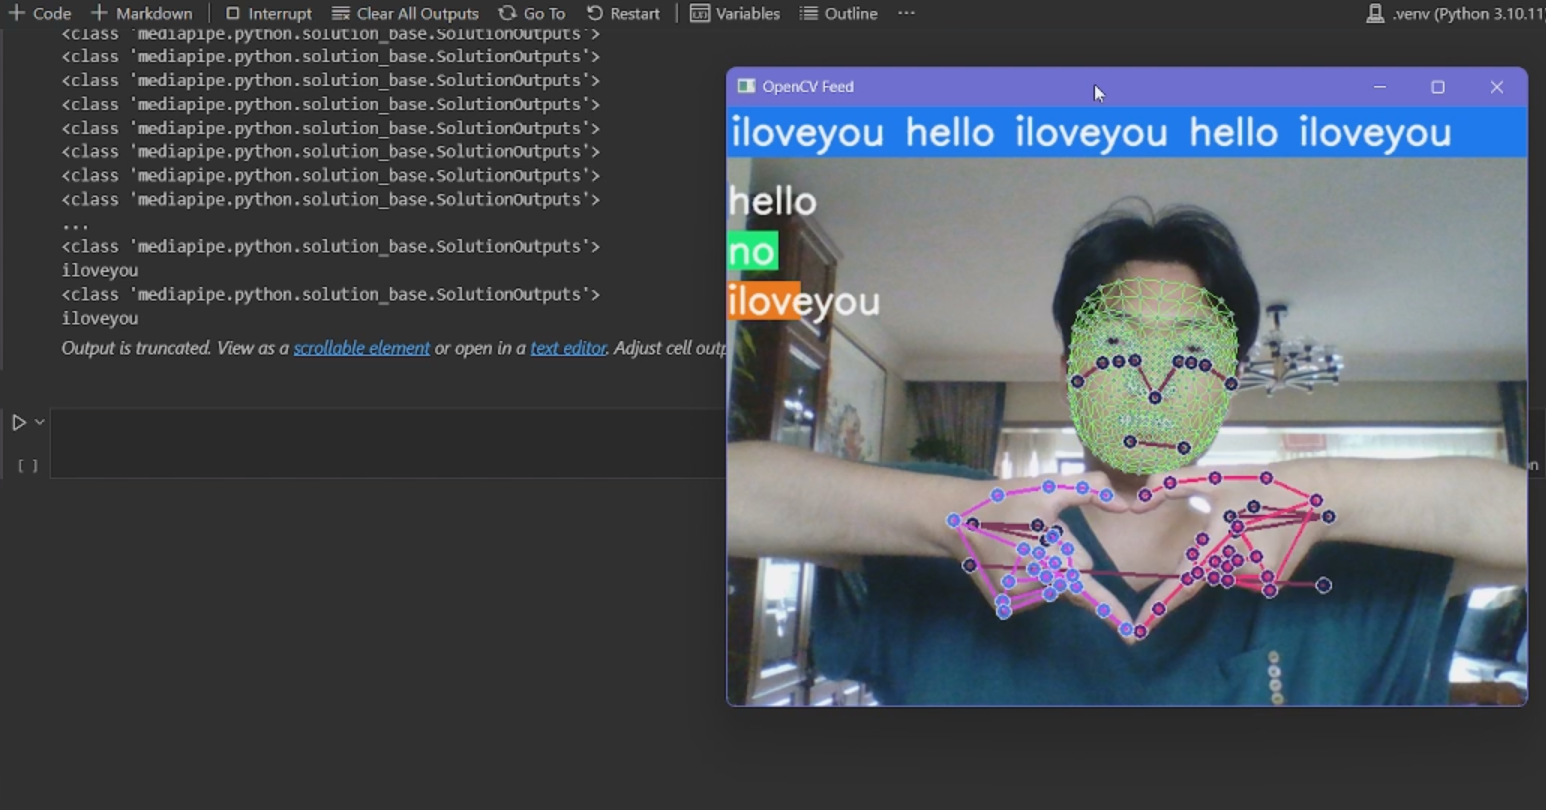 Code Markdown Interrupt Clear All Outputs Go To Restart Variables Outline ... .venv (Python 3.10.11)
<class 'mediapipe.python.solution_base.SolutionOutputs'>
<class 'mediapipe.python.solution_base.SolutionOutputs'>
<class 'mediapipe.python.solution_base.SolutionOutputs'>
<class 'mediapipe.python.solution_base.SolutionOutputs'>
<class 'mediapipe.python.solution_base.SolutionOutputs'>
<class 'mediapipe.python.solution_base.SolutionOutputs'>
<class 'mediapipe.python.solution_base.SolutionOutputs'>
<class 'mediapipe.python.solution_base.SolutionOutputs'>
...
<class 'mediapipe.python.solution_base.SolutionOutputs'>
iloveyou
<class 'mediapipe.python.solution_base.SolutionOutputs'>
iloveyou
Output is truncated. View as a scrollable element or open in a text editor. Adjust cell outp
[ ]
OpenCV Feed
iloveyou hello iloveyou hello iloveyou
hello
no
iloveyou